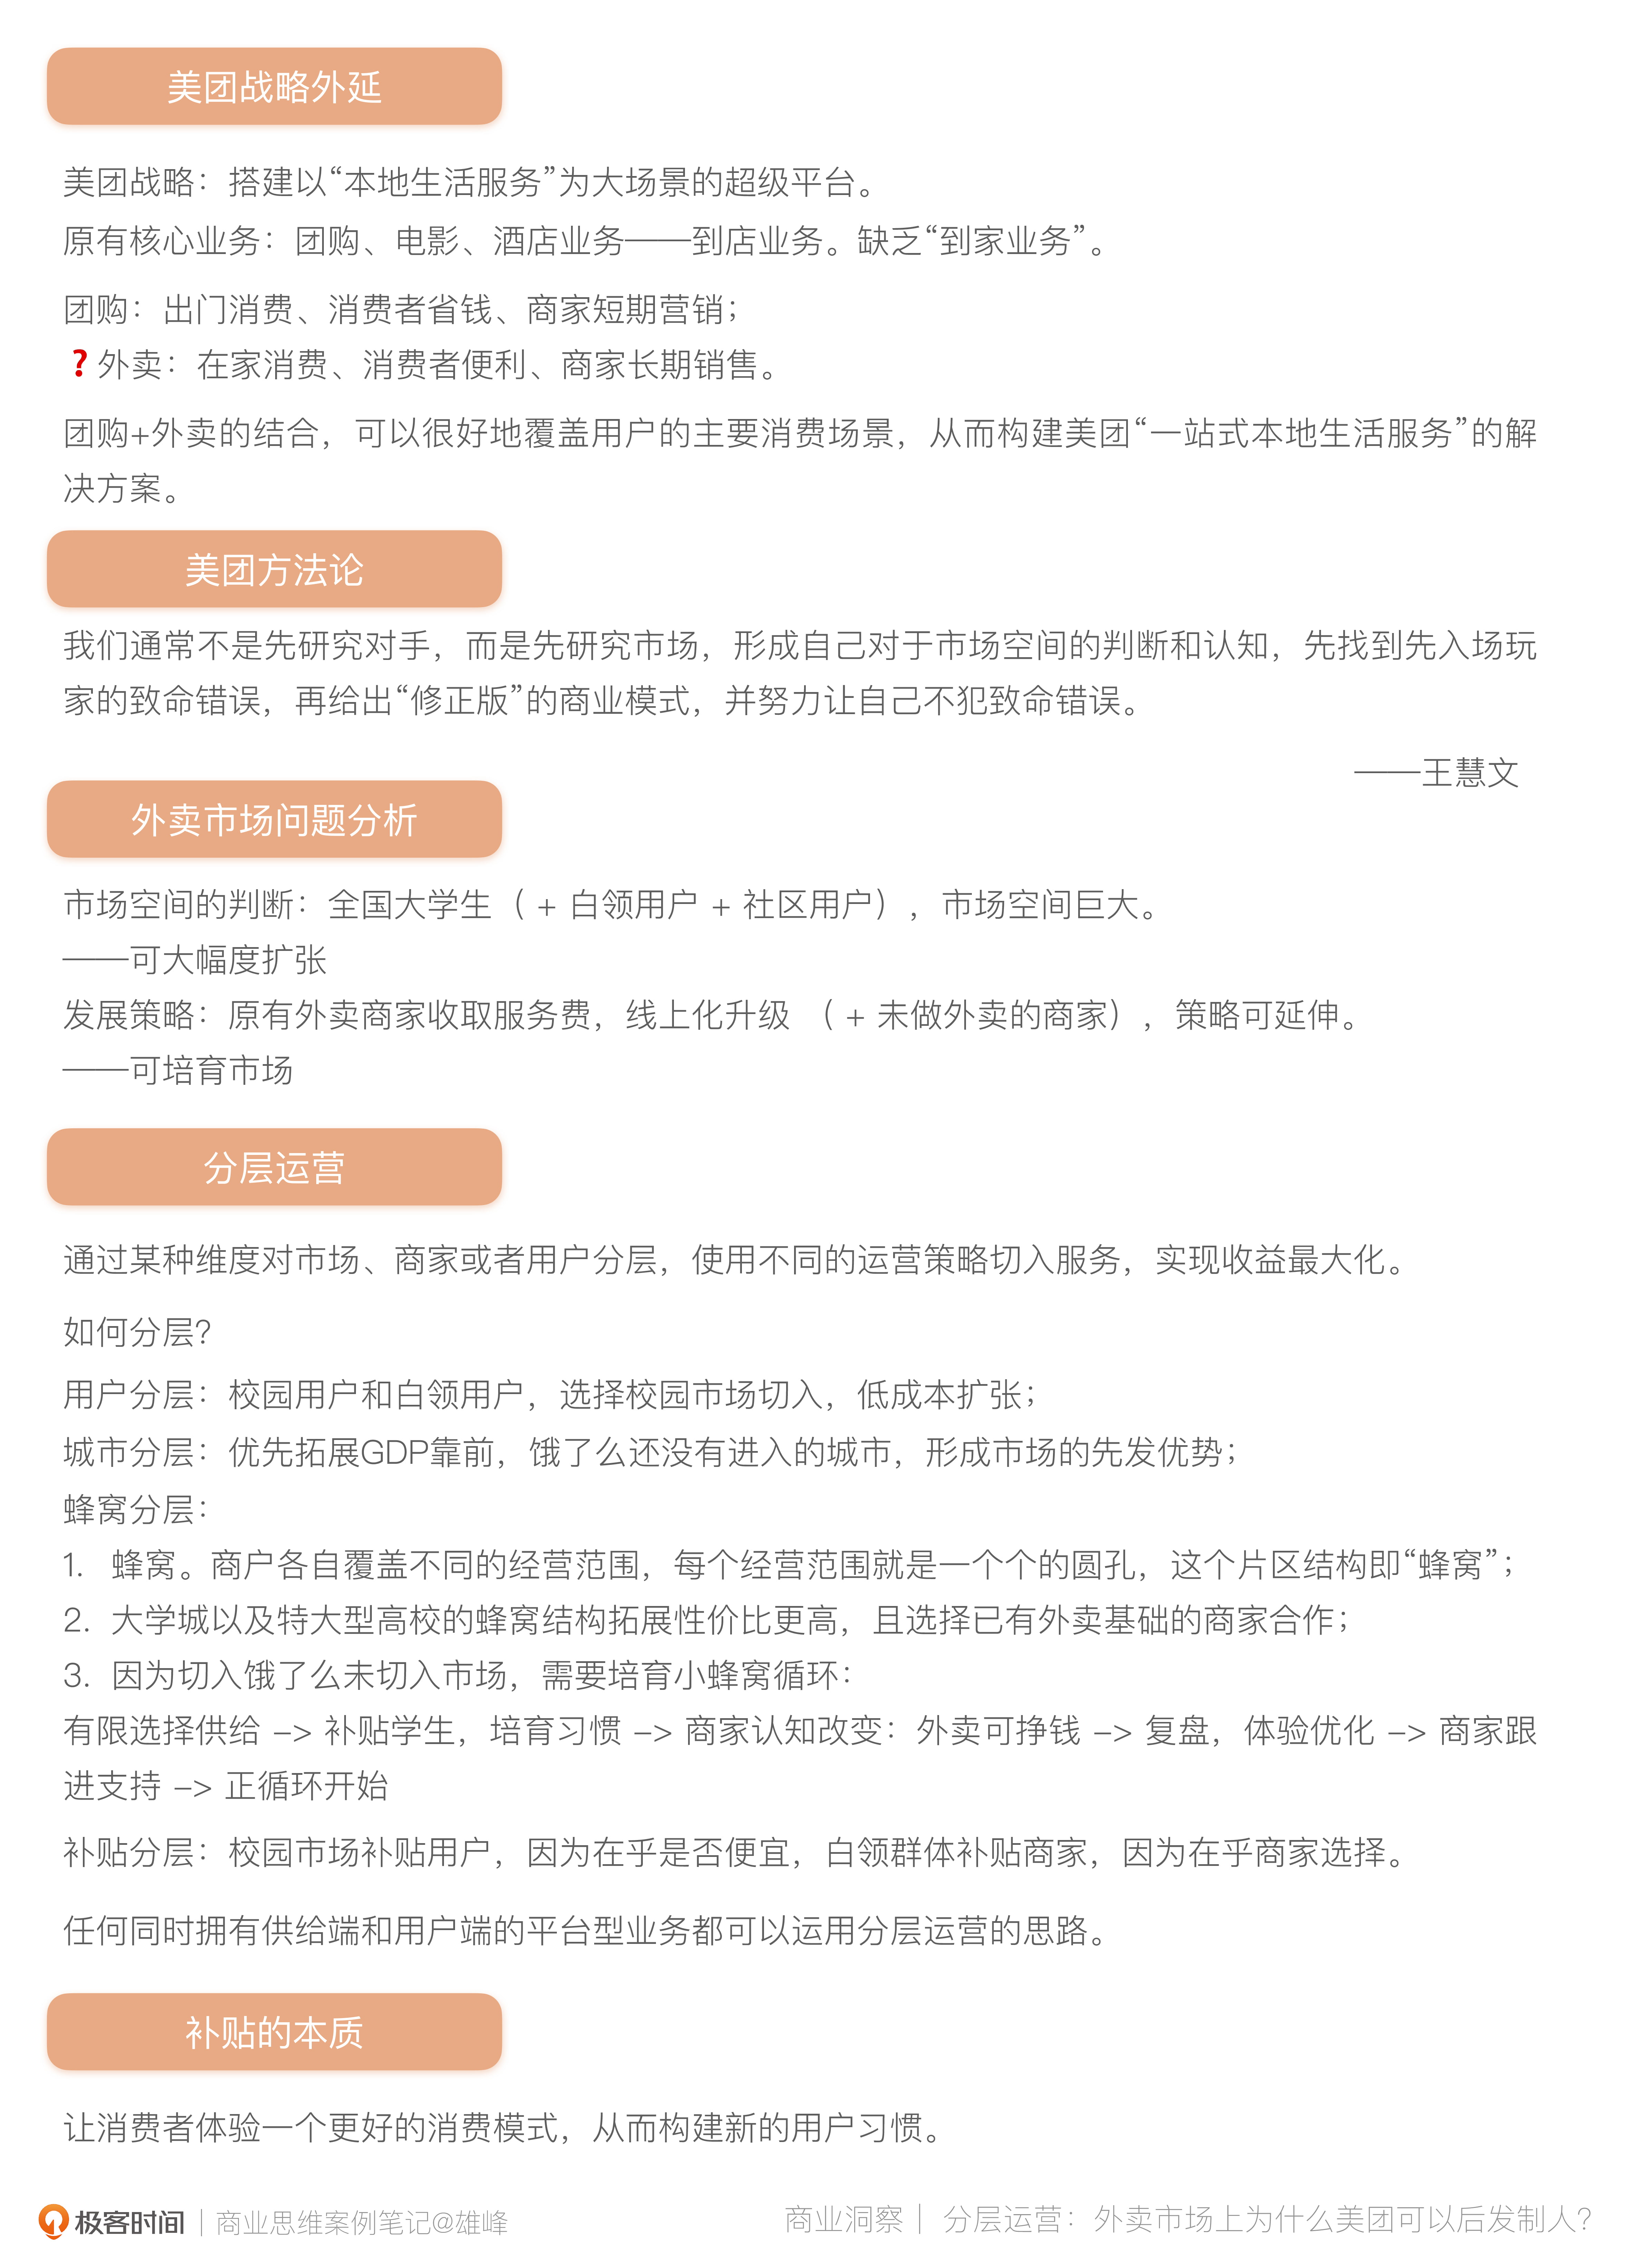 美团战略外延
美团战略：搭建以“本地生活服务”为大场景的超级平台。
原有核心业务：团购、电影、酒店业务——到店业务。缺乏“到家业务”。
团购：出门消费、消费者省钱、商家短期营销；
？外卖：在家消费、消费者便利、商家长期销售。
团购+外卖的结合，可以很好地覆盖用户的主要消费场景，从而构建美团“一站式本地生活服务”的解
决方案。
美团方法论
我们通常不是先研究对手，而是先研究市场，形成自己对于市场空间的判断和认知，先找到先入场玩
家的致命错误，再给出“修正版”的商业模式，并努力让自己不犯致命错误。
——王慧文
外卖市场问题分析
市场空间的判断：全国大学生（ + 白领用户 + 社区用户），市场空间巨大。
——可大幅度扩张
发展策略：原有外卖商家收取服务费，线上化升级 （ + 未做外卖的商家），策略可延伸。
——可培育市场
分层运营
通过某种维度对市场、商家或者用户分层，使用不同的运营策略切入服务，实现收益最大化。
如何分层？
用户分层：校园用户和白领用户，选择校园市场切入，低成本扩张；
城市分层：优先拓展GDP靠前，饿了么还没有进入的城市，形成市场的先发优势；
蜂窝分层：
1. 蜂窝。商户各自覆盖不同的经营范围，每个经营范围就是一个个的圆孔，这个片区结构即“蜂窝”；
2. 大学城以及特大型高校的蜂窝结构拓展性价比更高，且选择已有外卖基础的商家合作；
3. 因为切入饿了么未切入市场，需要培育小蜂窝循环：
有限选择供给 -> 补贴学生，培育习惯 -> 商家认知改变：外卖可挣钱 -> 复盘，体验优化 -> 商家跟
进支持 -> 正循环开始
补贴分层：校园市场补贴用户，因为在乎是否便宜，白领群体补贴商家，因为在乎商家选择。
任何同时拥有供给端和用户端的平台型业务都可以运用分层运营的思路。
补贴的本质
让消费者体验一个更好的消费模式，从而构建新的用户习惯。
极客时间｜商业思维案例笔记@雄峰
商业洞察｜ 分层运营：外卖市场上为什么美团可以后发制人？